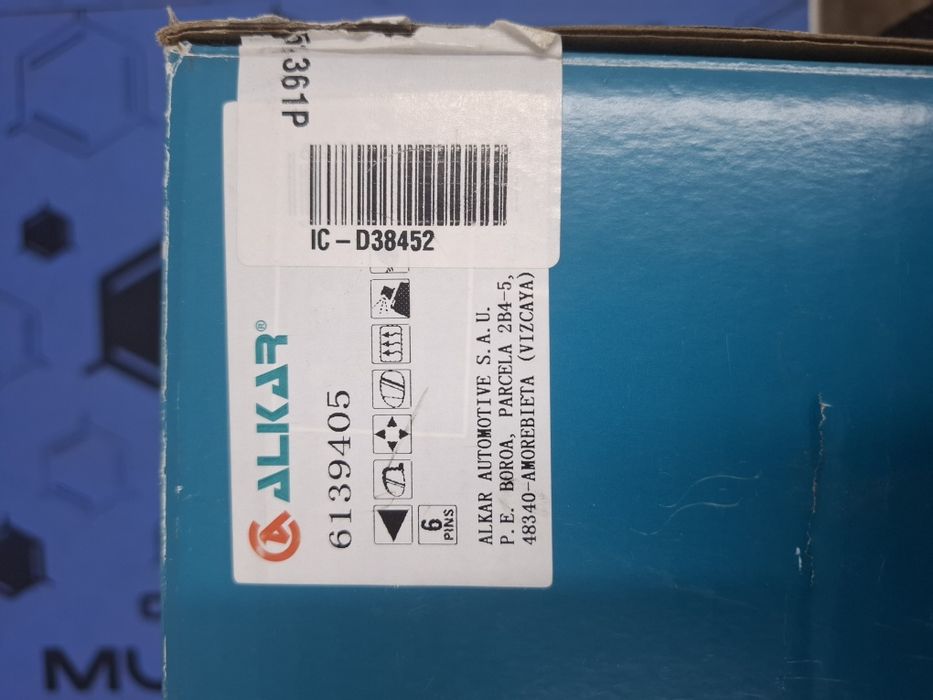 361P
IC-D38452
ALKAR®
6139405
6
PINS
ALKAR AUTOMOTIVE S.A.U.
P.E. BOROA, PARCELA 2B4-5,
48340-AMOREBIETA (VIZCAYA)
MU